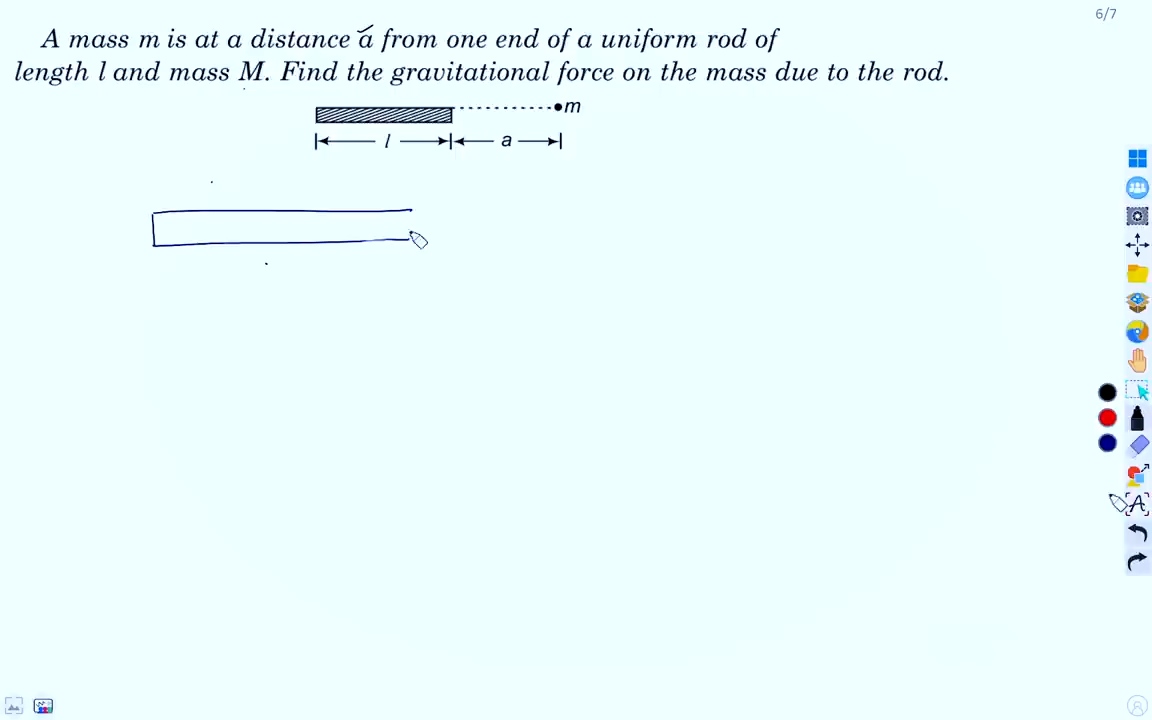 6/7
A mass m is at a distance a from one end of a uniform rod of
length l and mass M. Find the gravitational force on the mass due to the rod.
m
l a
A